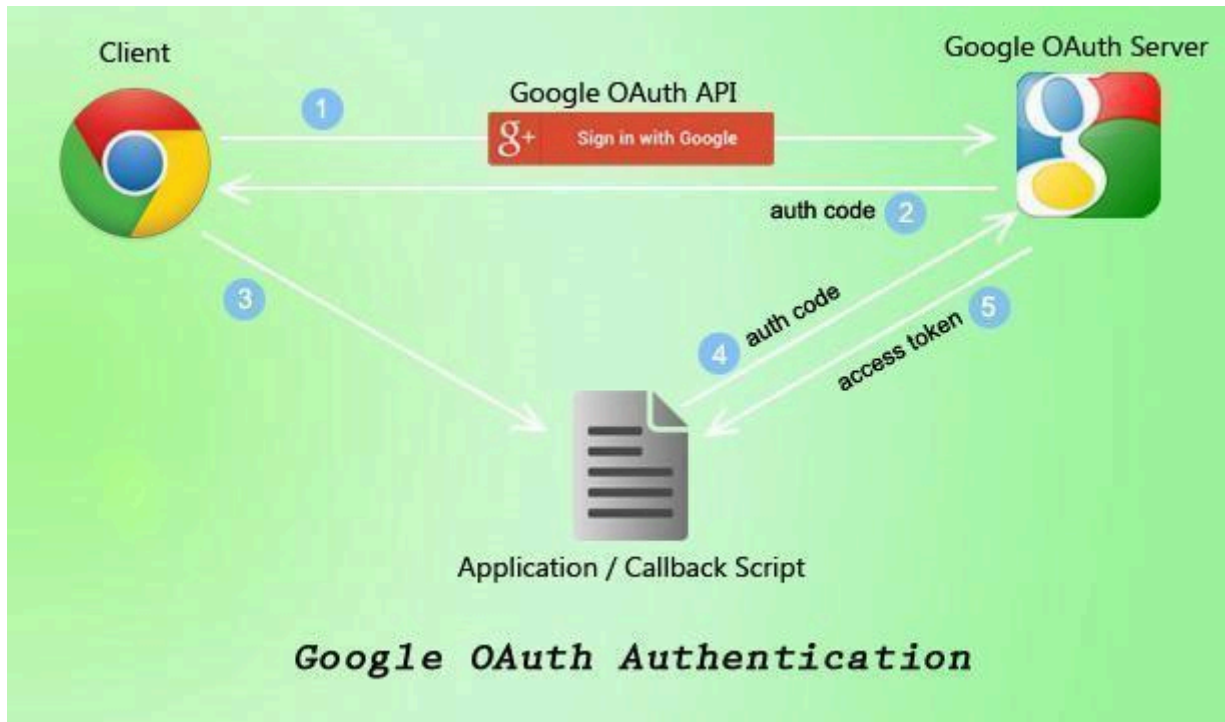 Client
Google OAuth Server
1
Google OAuth API
g+ Sign in with Google
auth code 2
3
4 auth code
access token 5
Application / Callback Script
Google OAuth Authentication